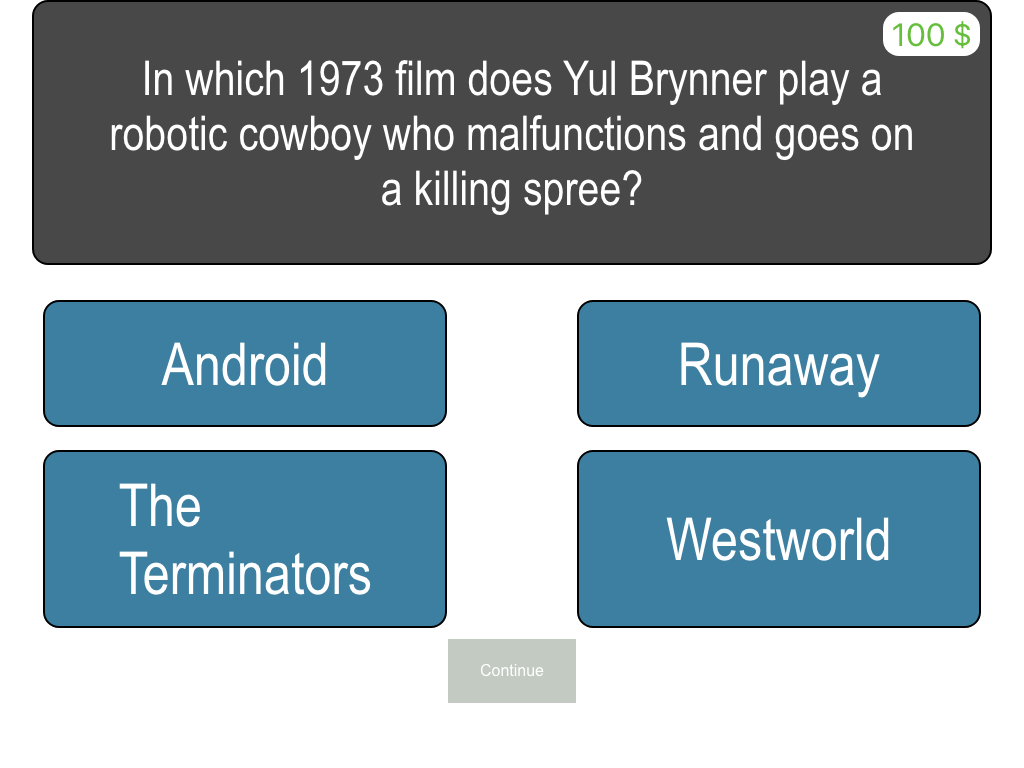 100 $
In which 1973 film does Yul Brynner play a
robotic cowboy who malfunctions and goes on
a killing spree?
Android
Runaway
The
Terminators
Westworld
Continue